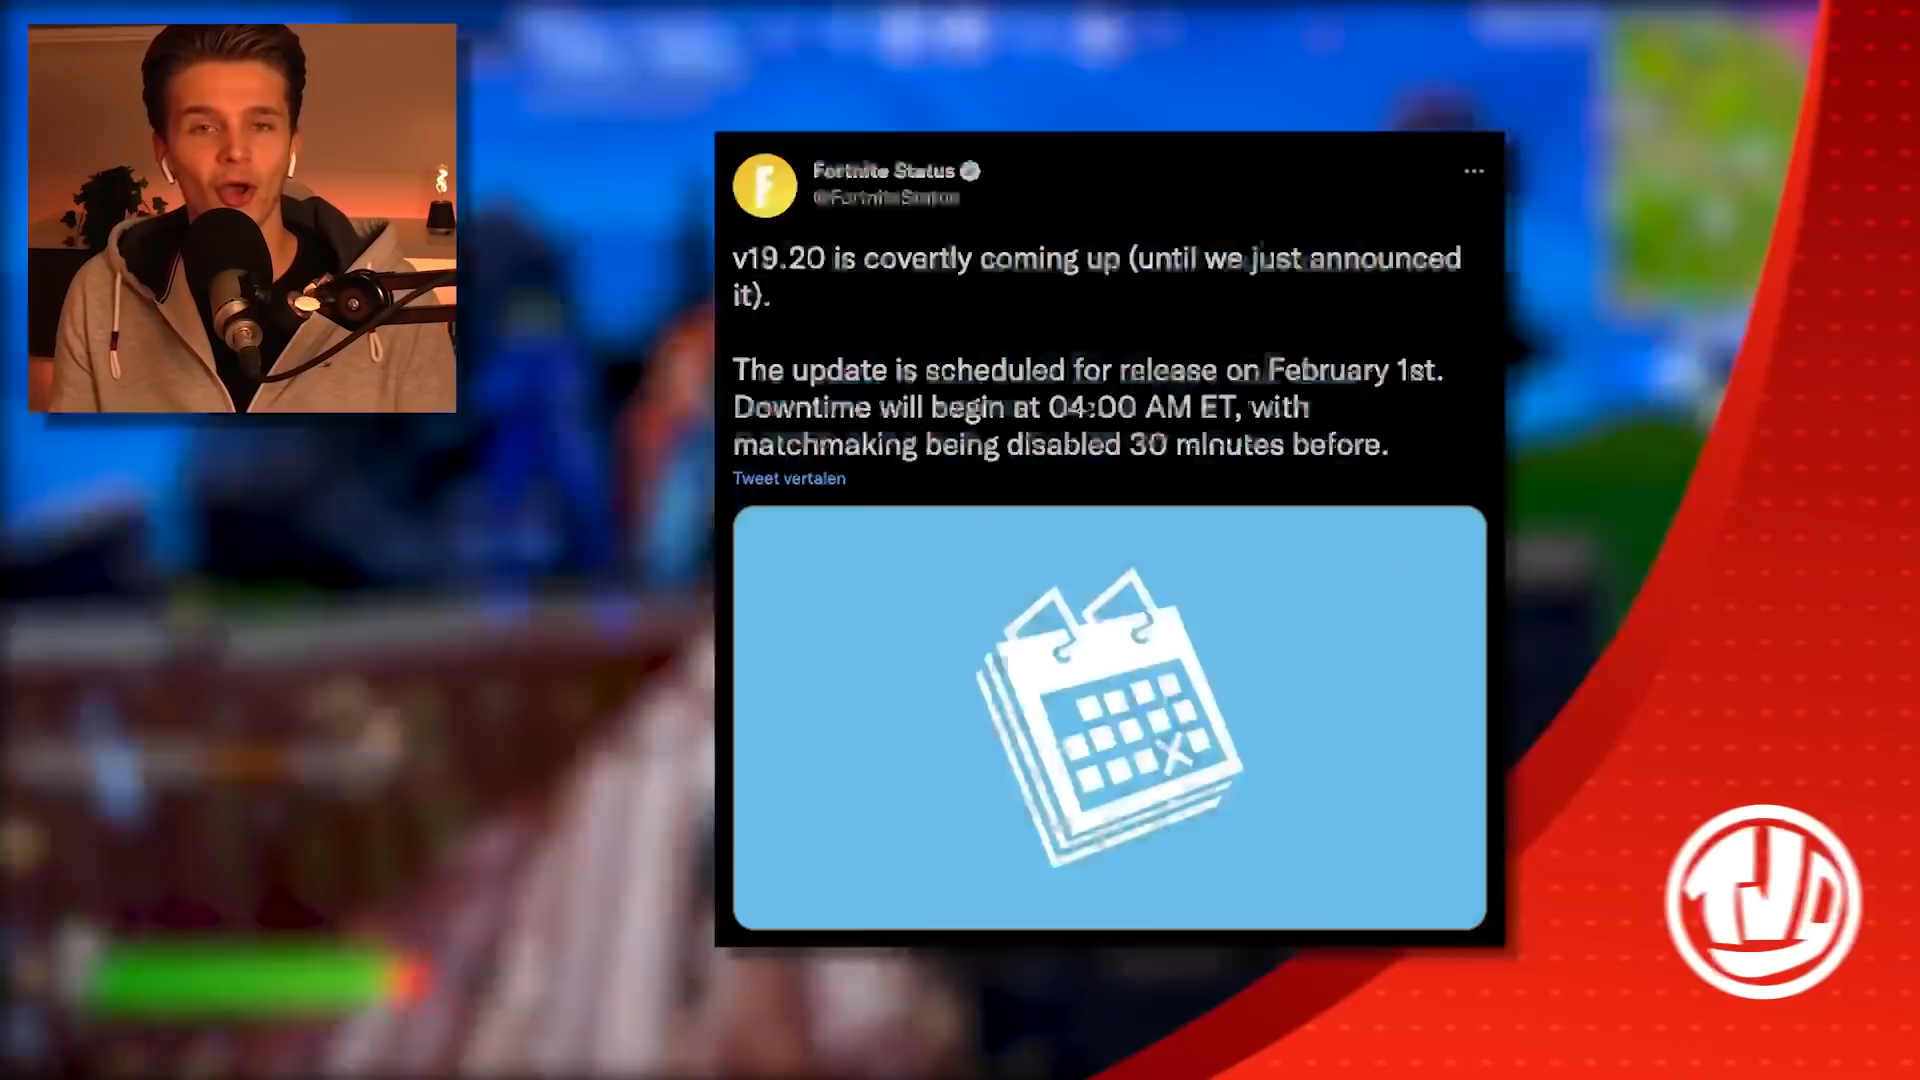 Fortnite Status
@FortniteStatus
v19.20 is covertly coming up (until we just announced
it).
The update is scheduled for release on February 1st.
Downtime will begin at 04:00 AM ET, with
matchmaking being disabled 30 minutes before.
Tweet vertalen